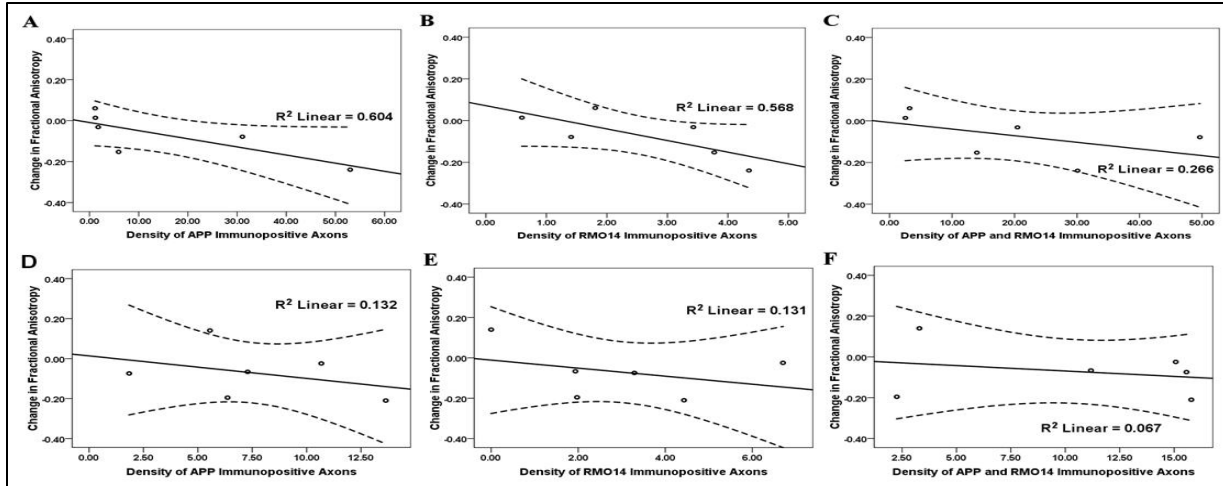 A
Change in Fractional Anisotropy
0.40
0.20
0.00
-0.20
-0.40
R² Linear = 0.604
0.00 10.00 20.00 30.00 40.00 50.00 60.00
Density of APP Immunopositive Axons
B
Change in Fractional Anisotropy
0.40
0.20
0.00
-0.20
-0.40
R² Linear = 0.568
0.00 1.00 2.00 3.00 4.00 5.00
Density of RMO14 Immunopositive Axons
C
Change in Fractional Anisotropy
0.40
0.20
0.00
-0.20
-0.40
R² Linear = 0.266
0.00 10.00 20.00 30.00 40.00 50.00
Density of APP and RMO14 Immunopositive Axons
D
Change in Fractional Anisotropy
0.40
0.20
0.00
-0.20
-0.40
R² Linear = 0.132
0.00 2.50 5.00 7.50 10.00 12.50
Density of APP Immunopositive Axons
E
Change in Fractional Anisotropy
0.40
0.20
0.00
-0.20
-0.40
R² Linear = 0.131
0.00 2.00 4.00 6.00
Density of RMO14 Immunopositive Axons
F
Change in Fractional Anisotropy
0.40
0.20
0.00
-0.20
-0.40
R² Linear = 0.067
2.50 5.00 7.50 10.00 12.50 15.00
Density of APP and RMO14 Immunopositive Axons